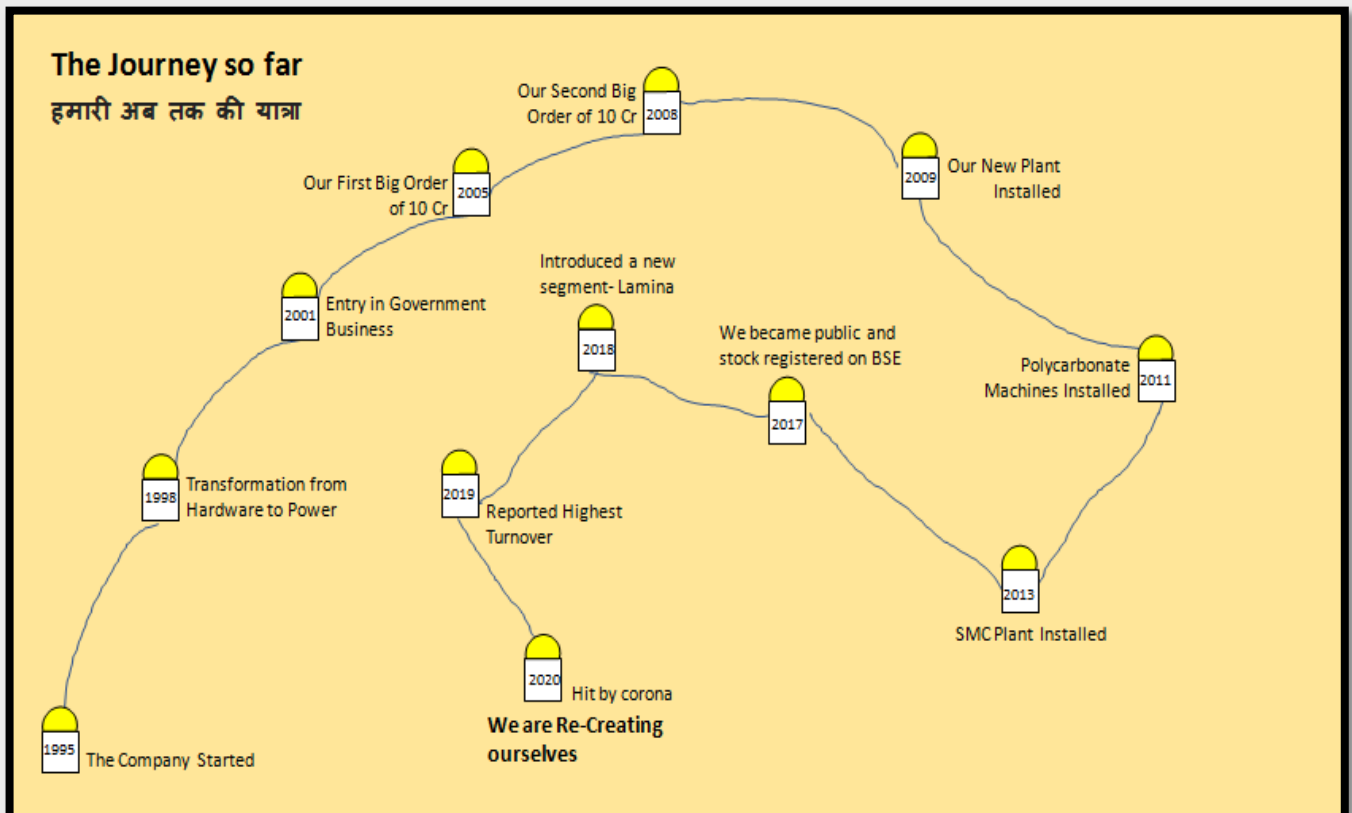 The Journey so far
हमारी अब तक की यात्रा
1995
The Company Started
1998
Transformation from
Hardware to Power
2001
Entry in Government
Business
2005
Our First Big Order
of 10 Cr
2008
Our Second Big
Order of 10 Cr
2009
Our New Plant
Installed
2011
Polycarbonate
Machines Installed
2013
SMC Plant Installed
2017
We became public and
stock registered on BSE
2018
Introduced a new
segment- Lamina
2019
Reported Highest
Turnover
2020
Hit by corona
We are Re-Creating
ourselves